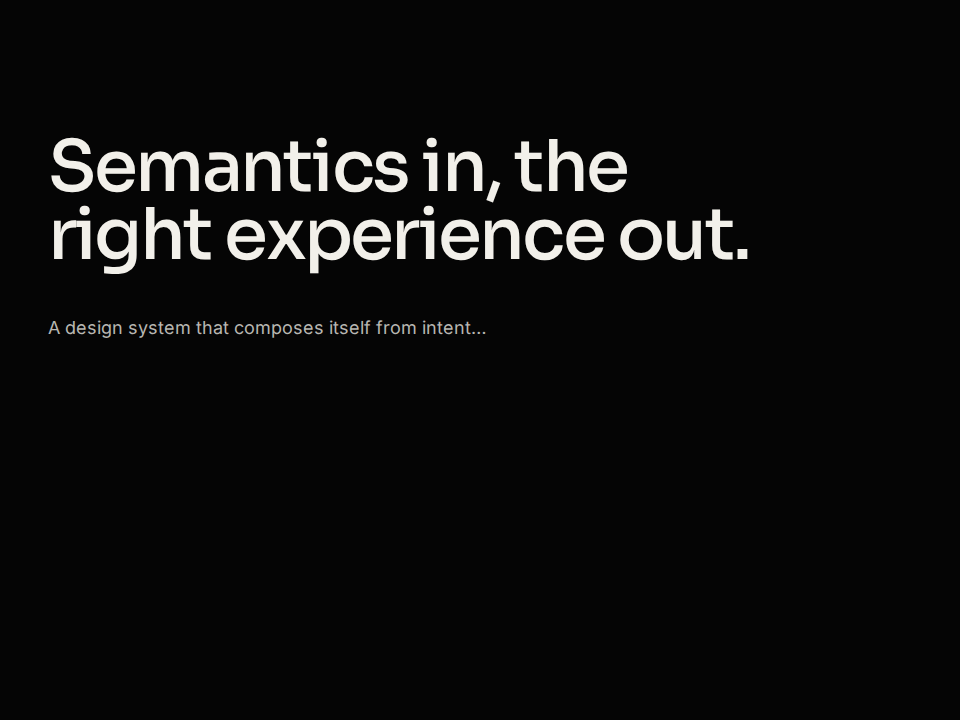 Semantics in, the
right experience out.
A design system that composes itself from intent...